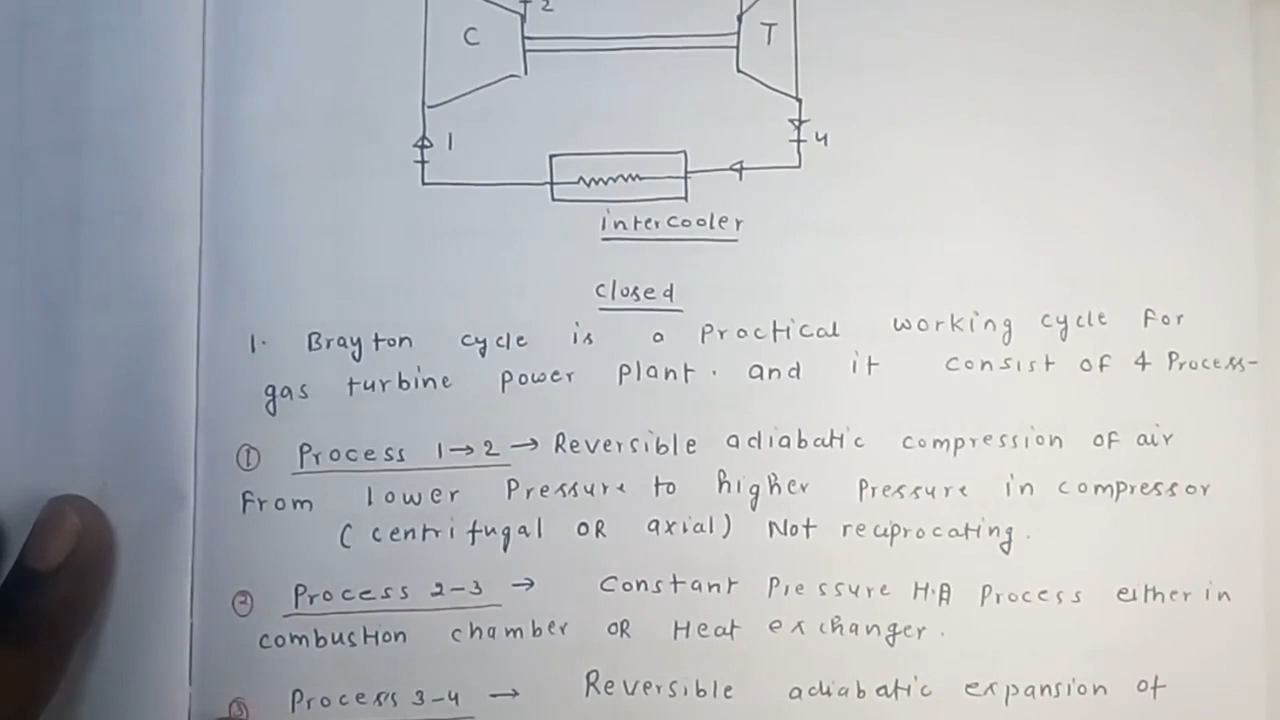 2
C
T
1
4
intercooler
closed
1. Brayton cycle is a Practical working cycle For
gas turbine power plant. and it consist of 4 Process-
① Process 1→2 → Reversible adiabatic compression of air
From lower Pressure to higher Pressure in compressor
( centrifugal OR axial) Not reciprocating.
② Process 2-3 → Constant Pressure H.A Process either in
combustion chamber OR Heat exchanger.
③ Process 3-4 → Reversible adiabatic expansion of